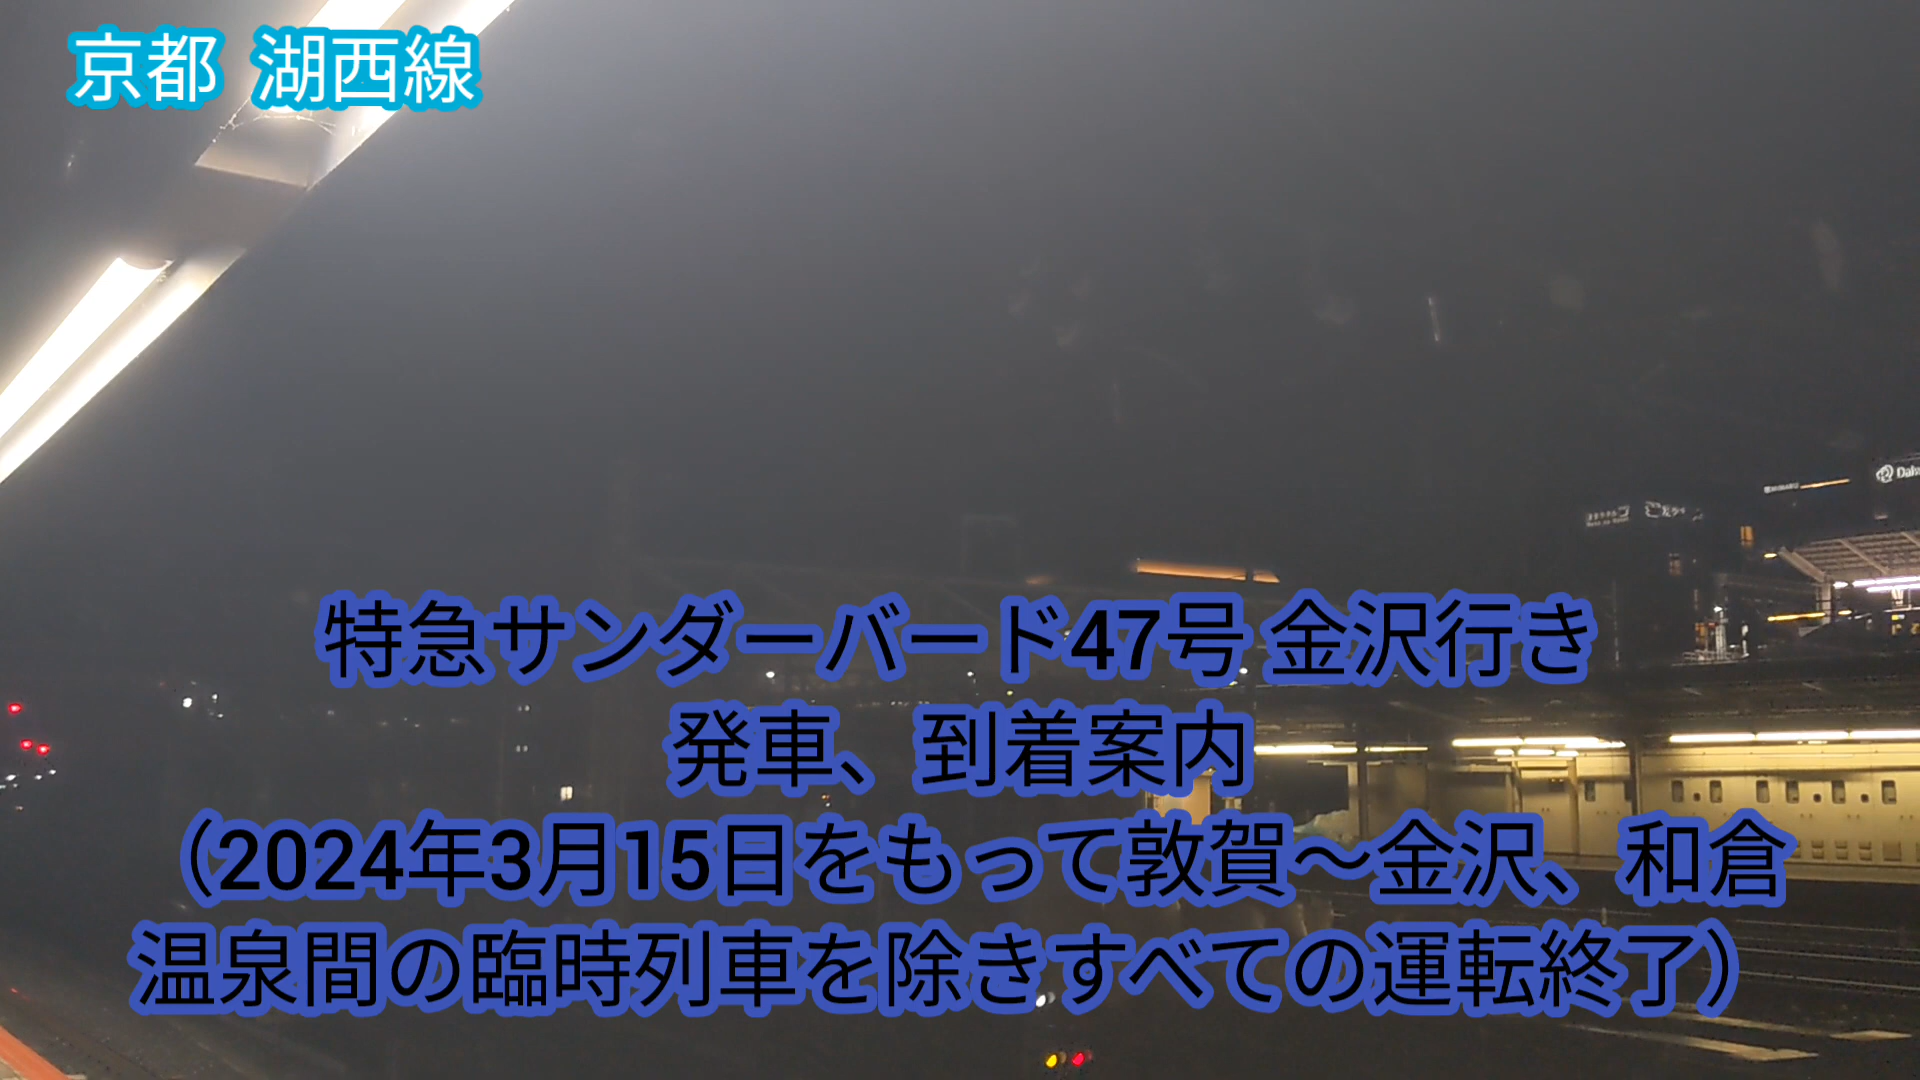 京都 湖西線
特急サンダーバード47号 金沢行き
発車、到着案内
（2024年3月15日をもって敦賀〜金沢、和倉
温泉間の臨時列車を除きすべての運転終了）